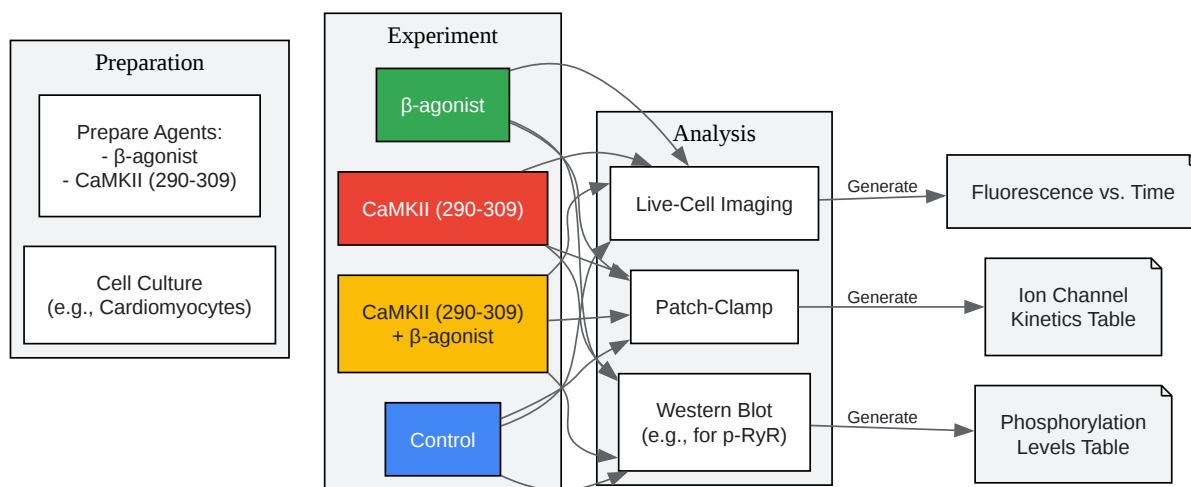 Preparation
Prepare Agents:
- β-agonist
- CaMKII (290-309)
Cell Culture
(e.g., Cardiomyocytes)
Experiment
β-agonist
CaMKII (290-309)
CaMKII (290-309)
+ β-agonist
Control
Analysis
Live-Cell Imaging
Patch-Clamp
Western Blot
(e.g., for p-RyR)
Generate
Fluorescence vs. Time
Generate
Ion Channel
Kinetics Table
Generate
Phosphorylation
Levels Table